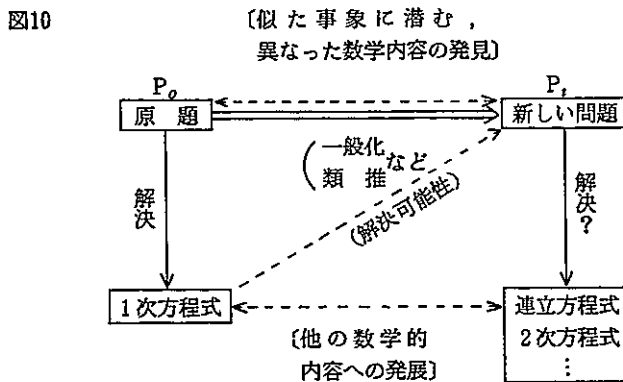 図10
〔似た事象に潜む,
異なった数学内容の発見〕
P₀
P₁
原題
新しい問題
一般化
類推
など
(解決可能性)
解決
解決?
1次方程式
連立方程式
2次方程式
⋮
〔他の数学的
内容への発展〕